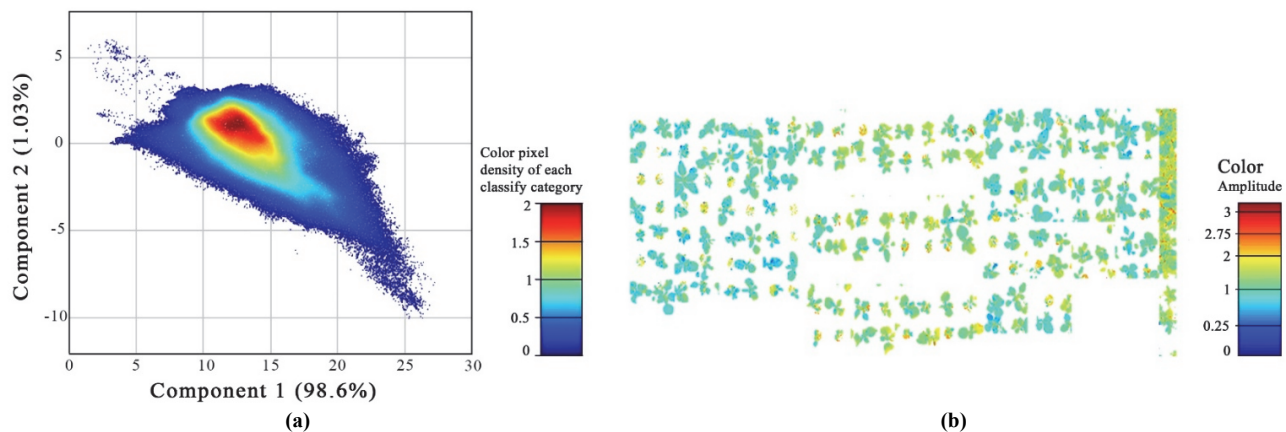 5
0
-5
-10
Component 2 (1.03%)
0
5
10
15
20
25
30
Component 1 (98.6%)
(a)
Color pixel
density of each
classify category
2
1.5
1
0.5
0
(b)
Color
Amplitude
3
2.75
2
1
0.25
0